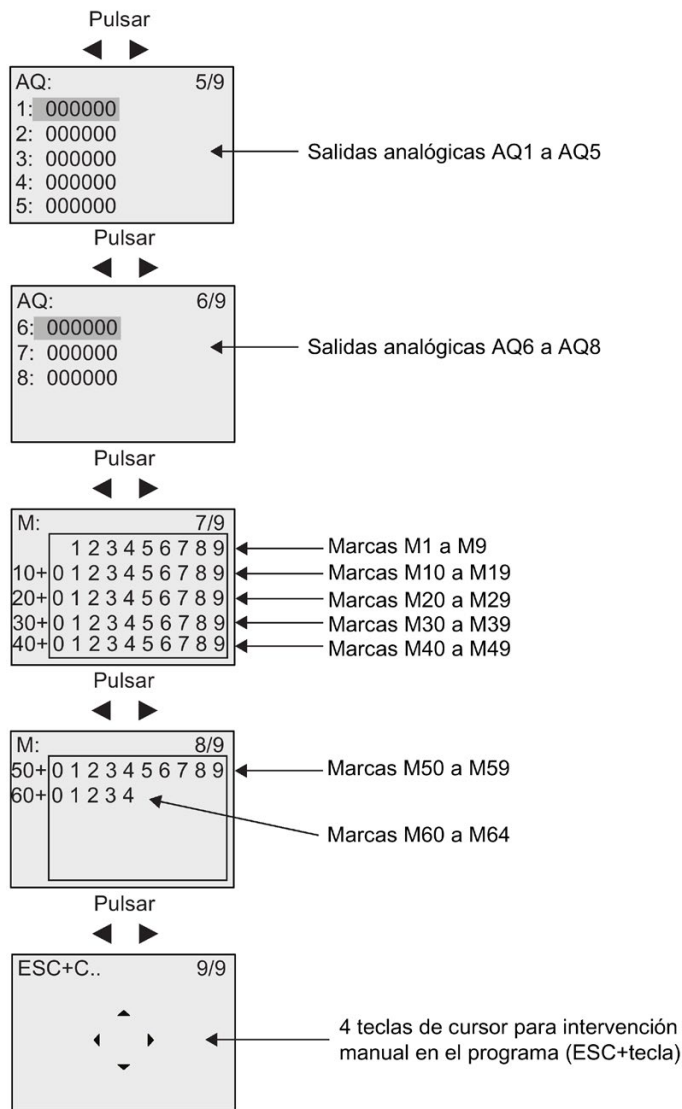 Pulsar
AQ: 5/9
1: 000000
2: 000000
3: 000000
4: 000000
5: 000000
Salidas analógicas AQ1 a AQ5
Pulsar
AQ: 6/9
6: 000000
7: 000000
8: 000000
Salidas analógicas AQ6 a AQ8
Pulsar
M: 7/9
1 2 3 4 5 6 7 8 9 Marcas M1 a M9
10+0 1 2 3 4 5 6 7 8 9 Marcas M10 a M19
20+0 1 2 3 4 5 6 7 8 9 Marcas M20 a M29
30+0 1 2 3 4 5 6 7 8 9 Marcas M30 a M39
40+0 1 2 3 4 5 6 7 8 9 Marcas M40 a M49
Pulsar
M: 8/9
50+0 1 2 3 4 5 6 7 8 9 Marcas M50 a M59
60+0 1 2 3 4
Marcas M60 a M64
Pulsar
ESC+C.. 9/9
4 teclas de cursor para intervención
manual en el programa (ESC+tecla)